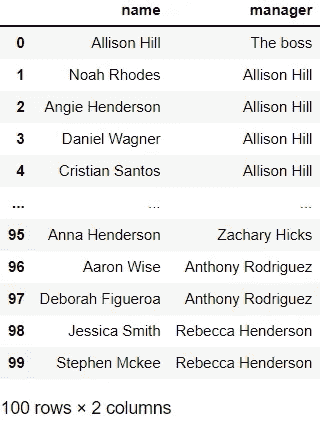 name manager
0 Allison Hill The boss
1 Noah Rhodes Allison Hill
2 Angie Henderson Allison Hill
3 Daniel Wagner Allison Hill
4 Cristian Santos Allison Hill
... ... ...
95 Anna Henderson Zachary Hicks
96 Aaron Wise Anthony Rodriguez
97 Deborah Figueroa Anthony Rodriguez
98 Jessica Smith Rebecca Henderson
99 Stephen Mckee Rebecca Henderson
100 rows × 2 columns